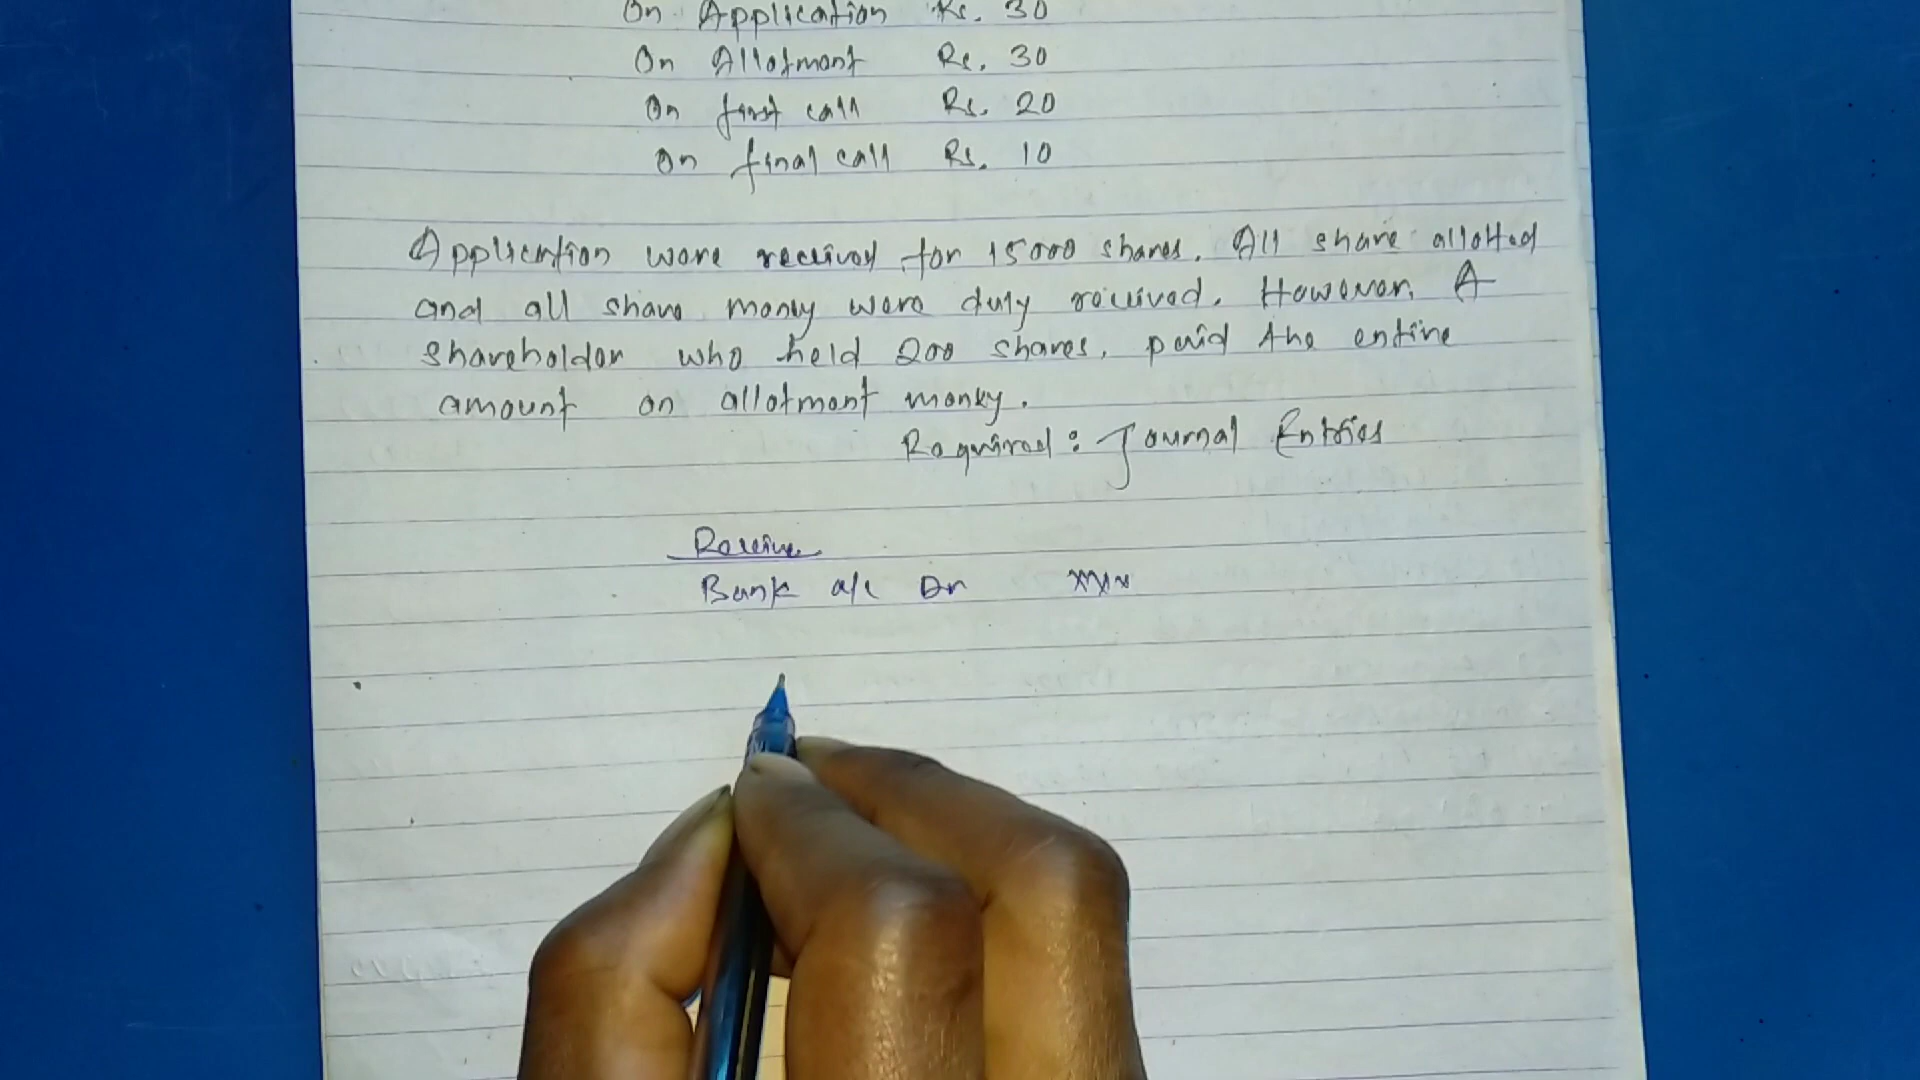 On Application Rs. 30
On Allotment Rs. 30
On first call Rs. 20
On final call Rs. 10
Application were received for 15000 shares. All share allotted
and all share money were duly received. However, A
shareholder who held 200 shares, paid the entire
amount on allotment money.
Required : Journal Entries
Receive
Bank a/c Dr xxx